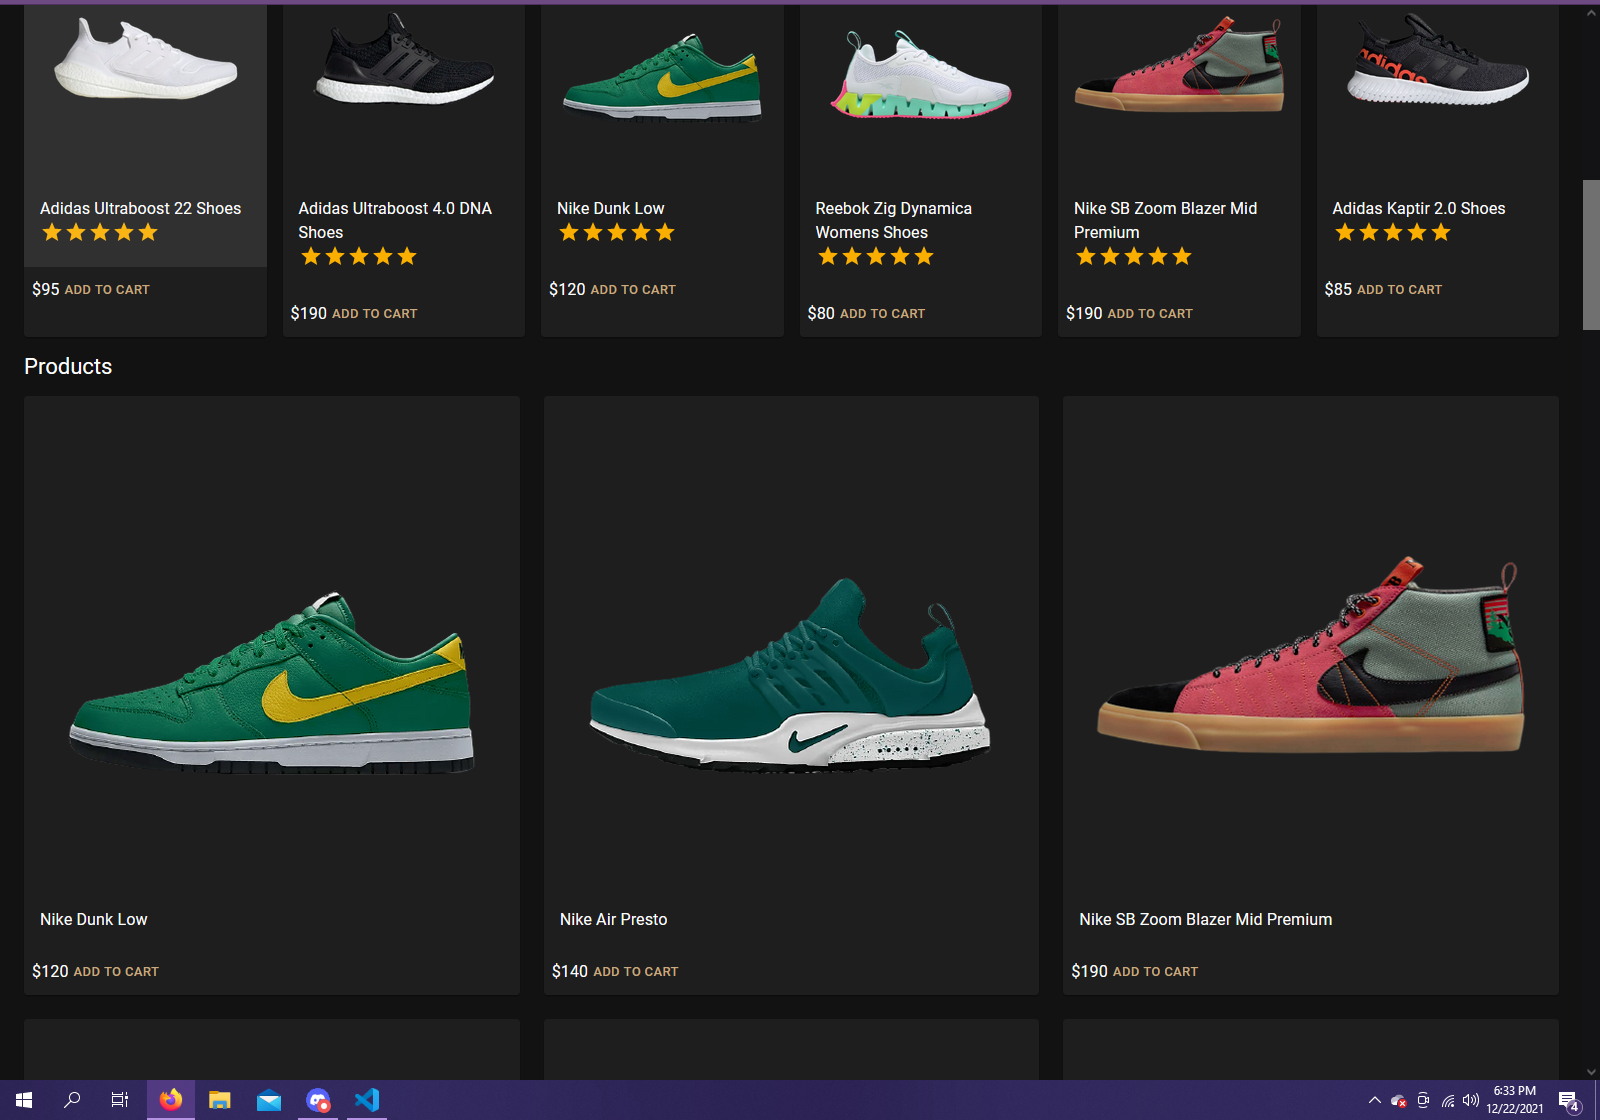 adidas
Adidas Ultraboost 22 Shoes
$95 ADD TO CART
Adidas Ultraboost 4.0 DNA
Shoes
$190 ADD TO CART
Nike Dunk Low
$120 ADD TO CART
Reebok Zig Dynamica
Womens Shoes
$80 ADD TO CART
Nike SB Zoom Blazer Mid
Premium
$190 ADD TO CART
Adidas Kaptir 2.0 Shoes
$85 ADD TO CART
Products
Nike Dunk Low
$120 ADD TO CART
Nike Air Presto
$140 ADD TO CART
B
Nike SB Zoom Blazer Mid Premium
$190 ADD TO CART
6:33 PM
12/22/2021
4